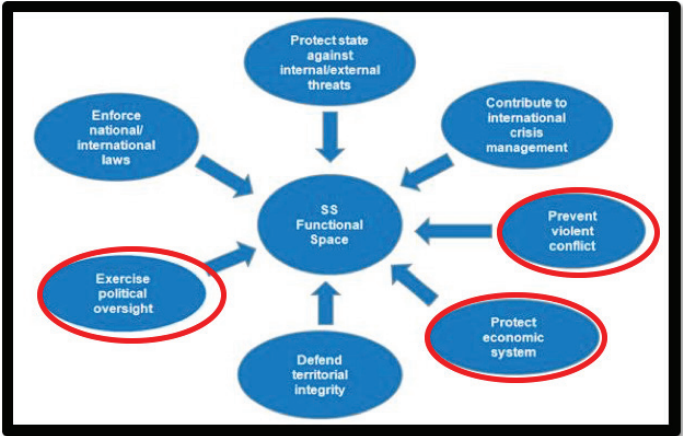 Protect state
against
internal/external
threats
Enforce
national/
international
laws
Contribute to
international
crisis
management
SS
Functional
Space
Prevent
violent
conflict
Exercise
political
oversight
Protect
economic
system
Defend
territorial
integrity